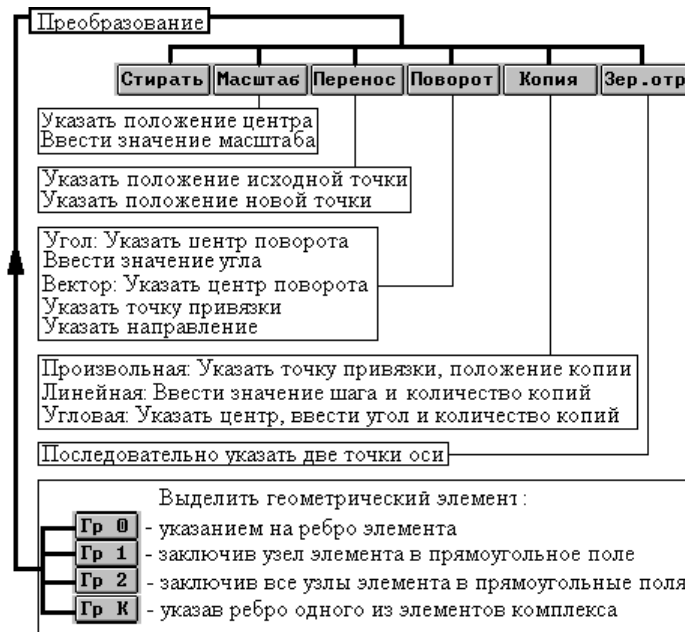 Преобразование
Стирать Масштаб Перенос Поворот Копия Зер.отр
Указать положение центра
Ввести значение масштаба
Указать положение исходной точки
Указать положение новой точки
Угол: Указать центр поворота
Ввести значение угла
Вектор: Указать центр поворота
Указать точку привязки
Указать направление
Произвольная: Указать точку привязки, положение копии
Линейная: Ввести значение шага и количество копий
Угловая: Указать центр, ввести угол и количество копий
Последовательно указать две точки оси
Выделить геометрический элемент:
Гр 0 - указанием на ребро элемента
Гр 1 - заключив узел элемента в прямоугольное поле
Гр 2 - заключив все узлы элемента в прямоугольные поля
Гр К - указав ребро одного из элементов комплекса